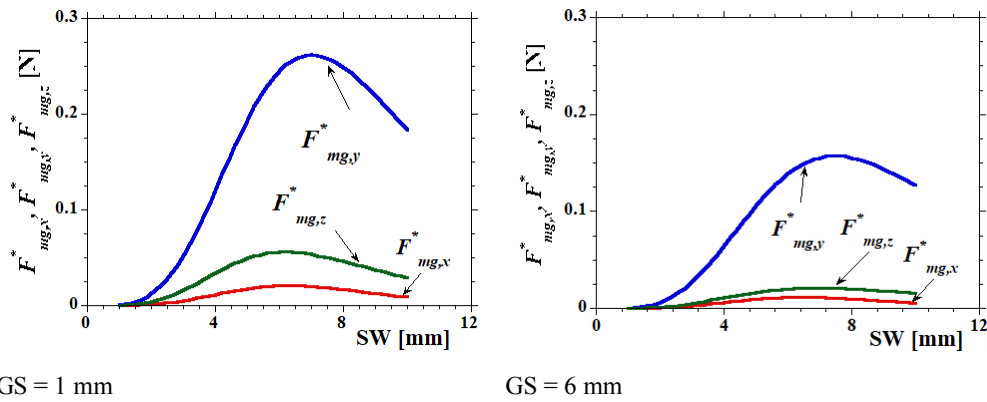 0.3
0.2
0.1
0
0 4 8 12
SW [mm]
F*mg,x, F*mg,y, F*mg,z [N]
F*mg,y
F*mg,z
F*mg,x
0.3
0.2
0.1
0
0 4 8 12
SW [mm]
F*mg,x, F*mg,y, F*mg,z [N]
F*mg,y
F*mg,z
F*mg,x
GS = 1 mm
GS = 6 mm